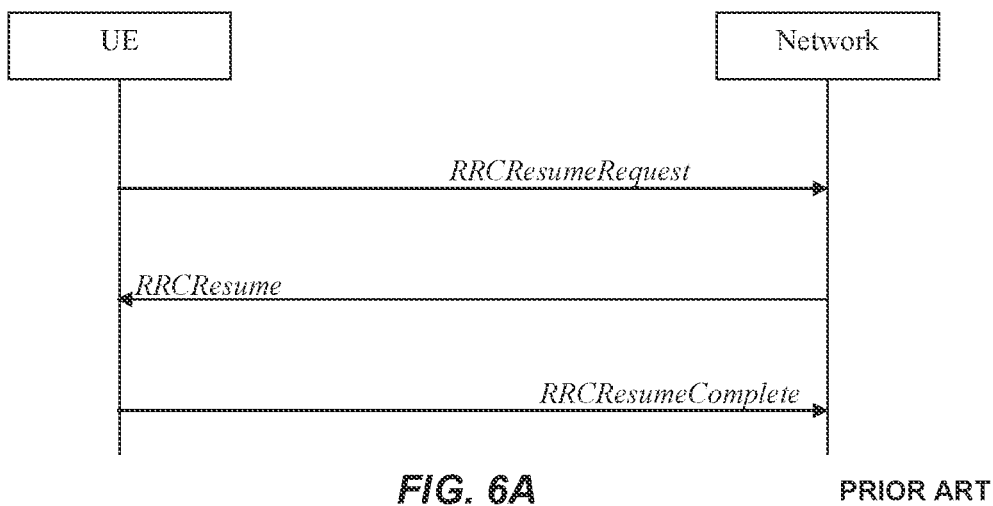 UE
Network
RRCResumeRequest
RRCResume
RRCResumeComplete
FIG. 6A
PRIOR ART